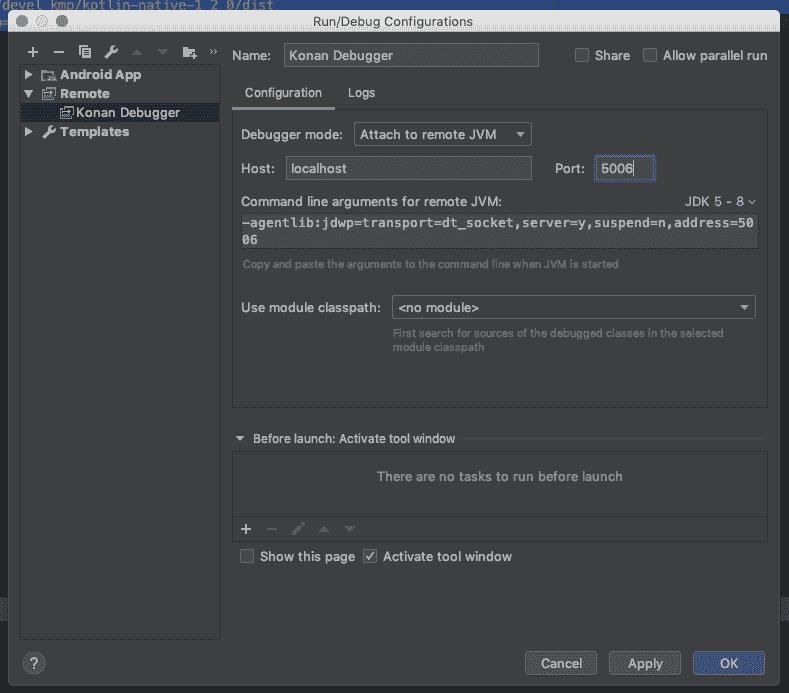 /devel_kmp/kotlin-native-1_2_0/dist
Run/Debug Configurations
Name: Konan Debugger Share Allow parallel run
Android App
Remote
Konan Debugger
Templates
Configuration Logs
Debugger mode: Attach to remote JVM
Host: localhost Port: 5006
Command line arguments for remote JVM: JDK 5 - 8
-agentlib:jdwp=transport=dt_socket,server=y,suspend=n,address=50
06
Copy and paste the arguments to the command line when JVM is started
Use module classpath: <no module>
First search for sources of the debugged classes in the selected
module classpath
Before launch: Activate tool window
There are no tasks to run before launch
Show this page Activate tool window
? Cancel Apply OK